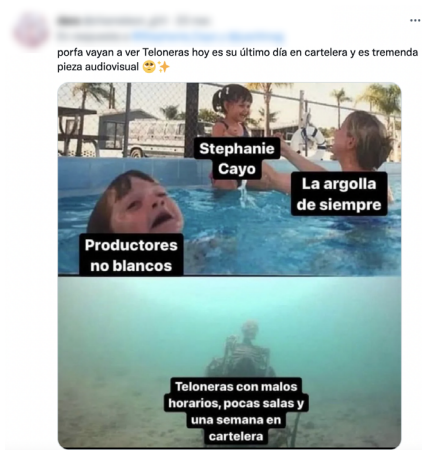 porfa vayan a ver Teloneras hoy es su último día en cartelera y es tremenda
pieza audiovisual 🥺✨
Stephanie
Cayo
La argolla
de siempre
Productores
no blancos
Teloneras con malos
horarios, pocas salas y
una semana en
cartelera